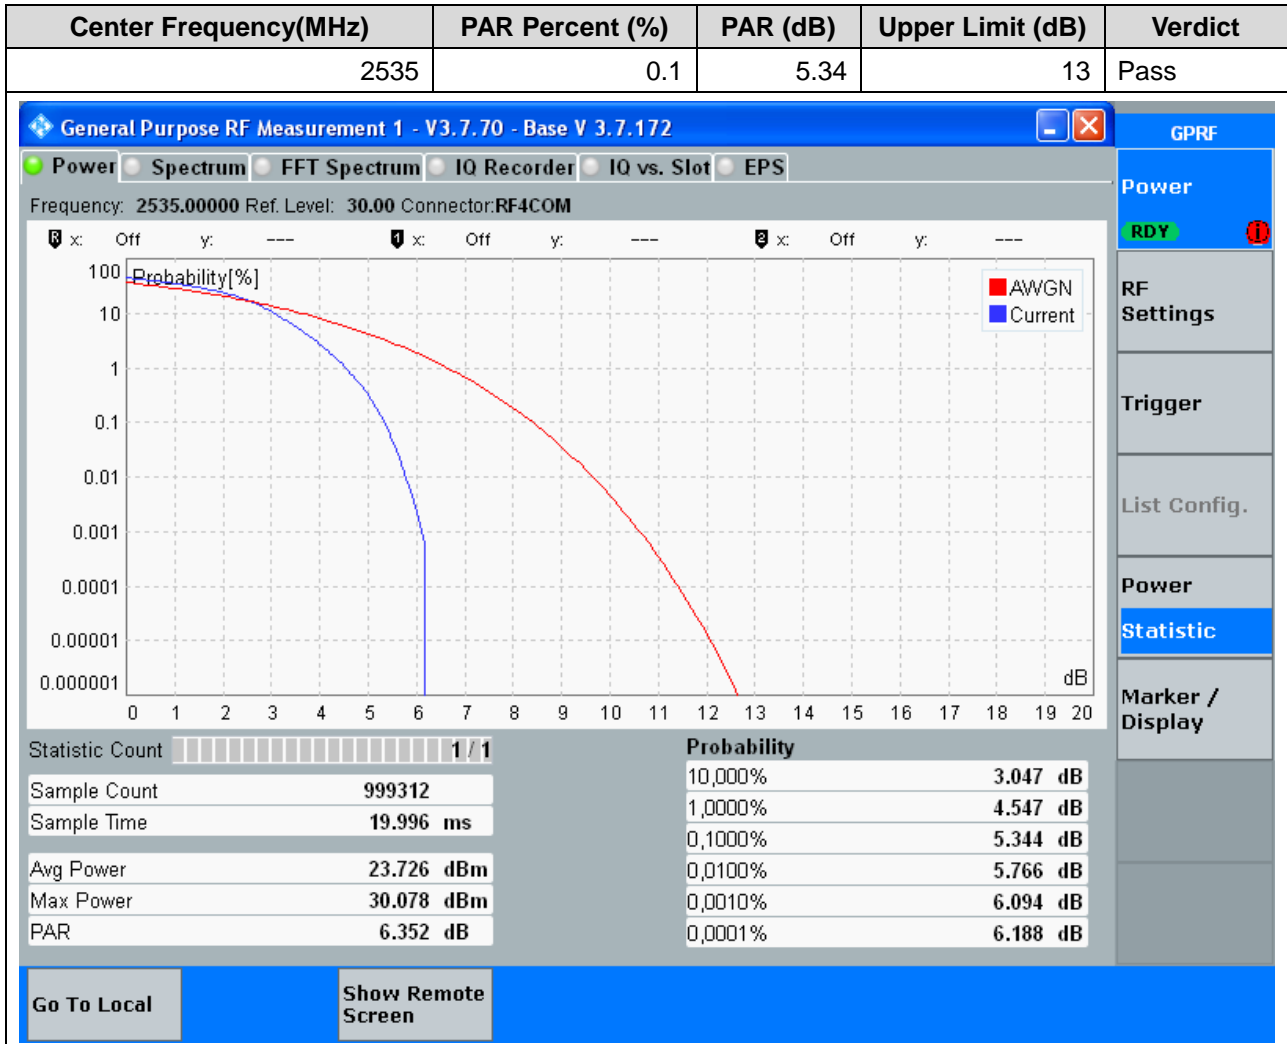 Center Frequency(MHz) PAR Percent (%) PAR (dB) Upper Limit (dB) Verdict
2535 0.1 5.34 13 Pass
General Purpose RF Measurement 1 - V3.7.70 - Base V 3.7.172
GPRF
Power Spectrum FFT Spectrum IQ Recorder IQ vs. Slot EPS
Frequency: 2535.00000 Ref. Level: 30.00 Connector:RF4COM
R x: Off y: --- 1 x: Off y: --- 2 x: Off y: ---
Probability[%]
AWGN
Current
100
10
1
0.1
0.01
0.001
0.0001
0.00001
0.000001
dB
0 1 2 3 4 5 6 7 8 9 10 11 12 13 14 15 16 17 18 19 20
Statistic Count 1 / 1
Sample Count 999312
Sample Time 19.996 ms
Avg Power 23.726 dBm
Max Power 30.078 dBm
PAR 6.352 dB
Probability
10,000% 3.047 dB
1,0000% 4.547 dB
0,1000% 5.344 dB
0,0100% 5.766 dB
0,0010% 6.094 dB
0,0001% 6.188 dB
Power
RDY i
RF
Settings
Trigger
List Config.
Power
Statistic
Marker /
Display
Go To Local
Show Remote
Screen